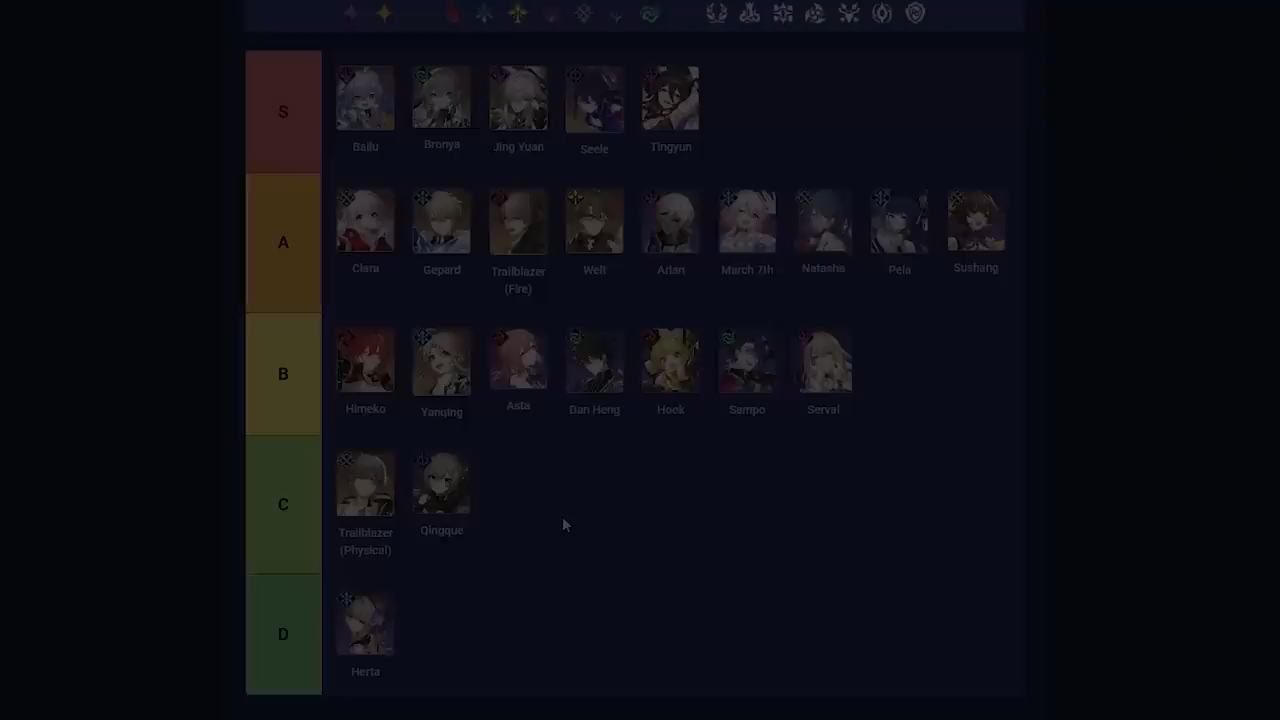 S
Bailu
Bronya
Jing Yuan
Seele
Tingyun
A
Clara
Gepard
Trailblazer
(Fire)
Welt
Arlan
March 7th
Natasha
Pela
Sushang
B
Himeko
Yanqing
Asta
Dan Heng
Hook
Sampo
Serval
C
Trailblazer
(Physical)
Qingque
D
Herta